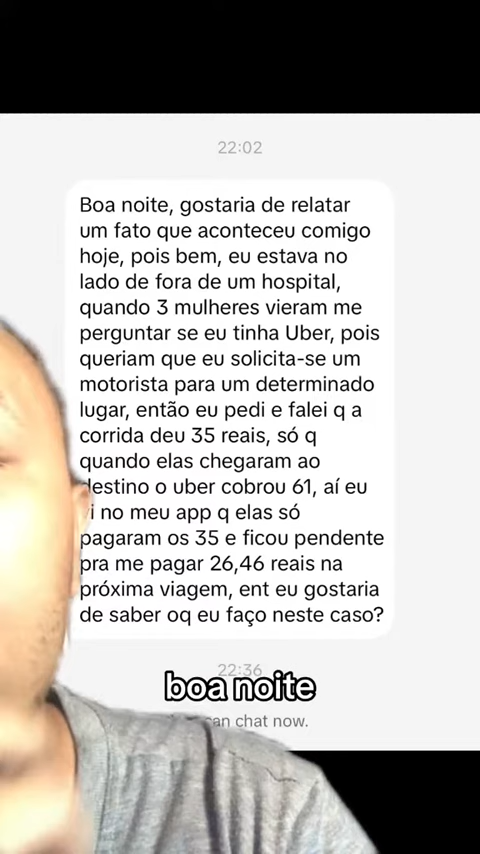 22:02
Boa noite, gostaria de relatar
um fato que aconteceu comigo
hoje, pois bem, eu estava no
lado de fora de um hospital,
quando 3 mulheres vieram me
perguntar se eu tinha Uber, pois
queriam que eu solicita-se um
motorista para um determinado
lugar, então eu pedi e falei q a
corrida deu 35 reais, só q
quando elas chegaram ao
destino o uber cobrou 61, aí eu
vi no meu app q elas só
pagaram os 35 e ficou pendente
pra me pagar 26,46 reais na
próxima viagem, ent eu gostaria
de saber oq eu faço neste caso?
22:36
boa noite
can chat now.